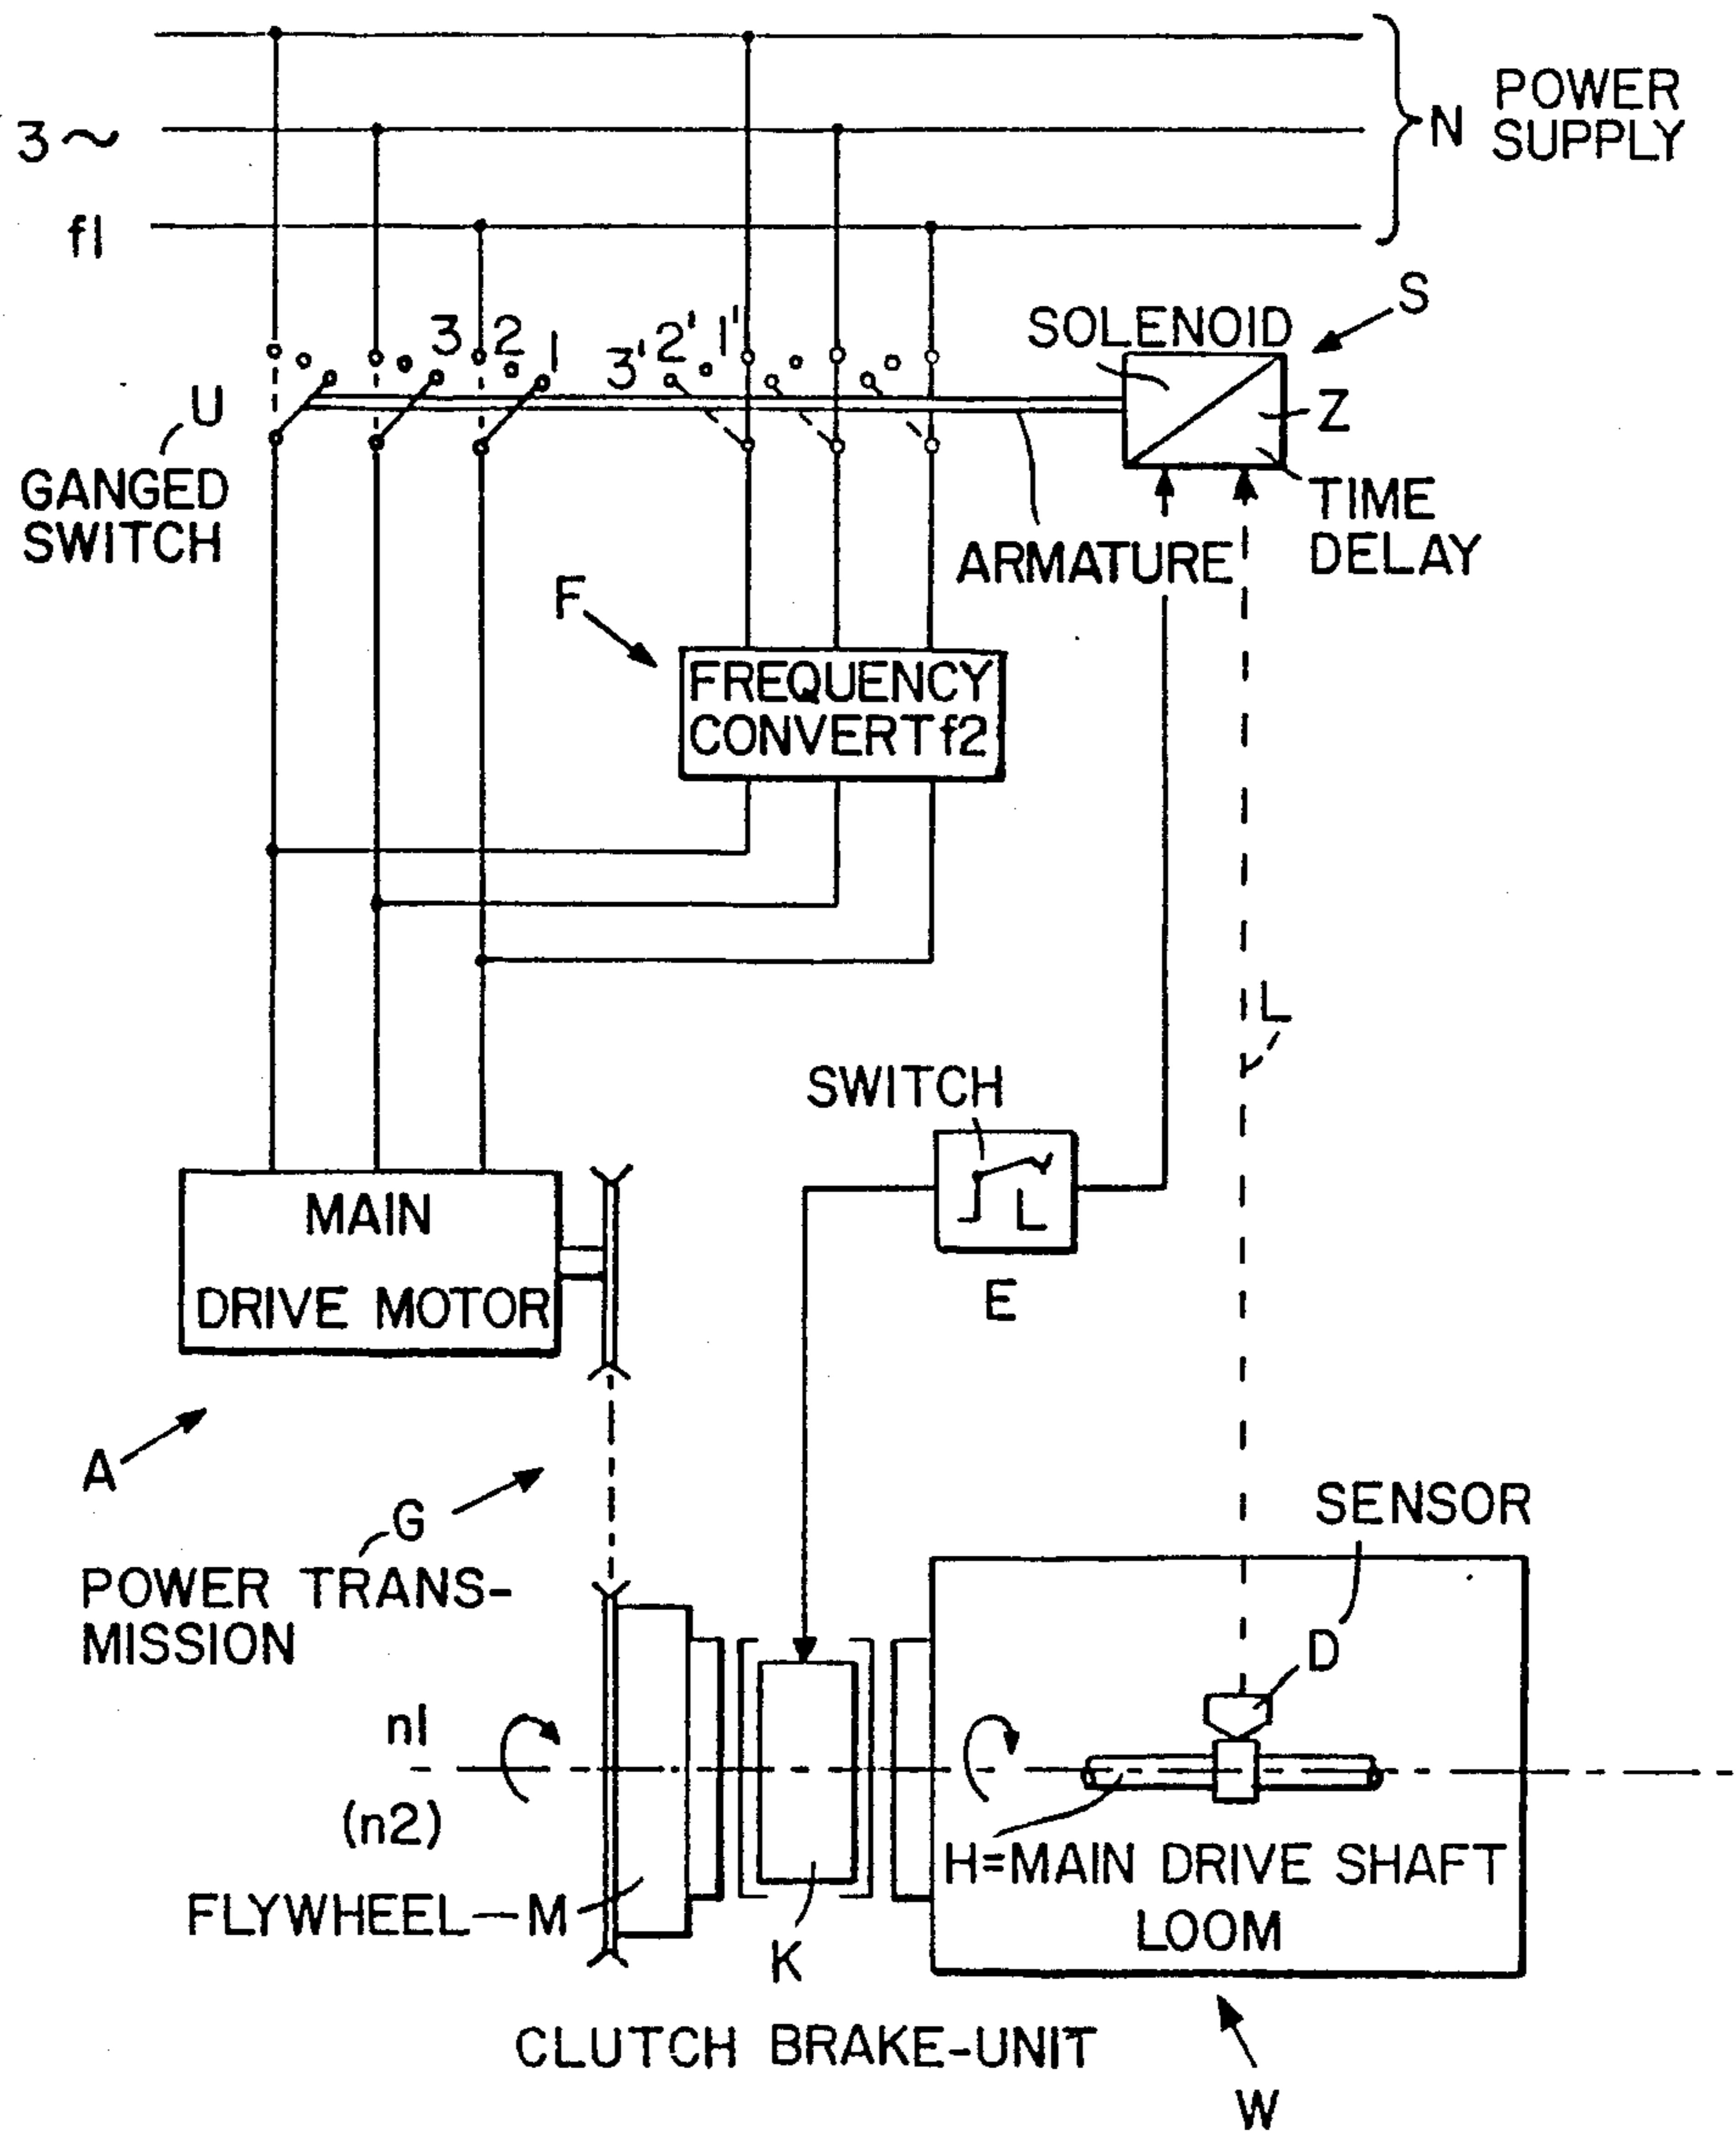 3~
f1
N
POWER
SUPPLY
S
SOLENOID
3 2 1
3' 2' 1'
U
GANGED
SWITCH
Z
TIME
DELAY
ARMATURE
F
FREQUENCY
CONVERT f2
L
SWITCH
L
E
MAIN
DRIVE MOTOR
A
G
POWER TRANS-
MISSION
SENSOR
D
n1
(n2)
FLYWHEEL—M
K
H=MAIN DRIVE SHAFT
LOOM
CLUTCH BRAKE-UNIT
W